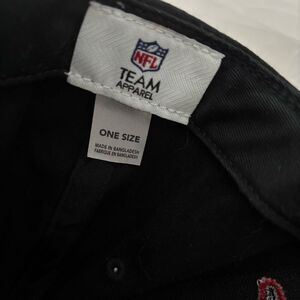 NFL
TEAM
APPAREL
ONE SIZE
MADE IN BANGLADESH
FABRIQUÉ EN BANGLADESH